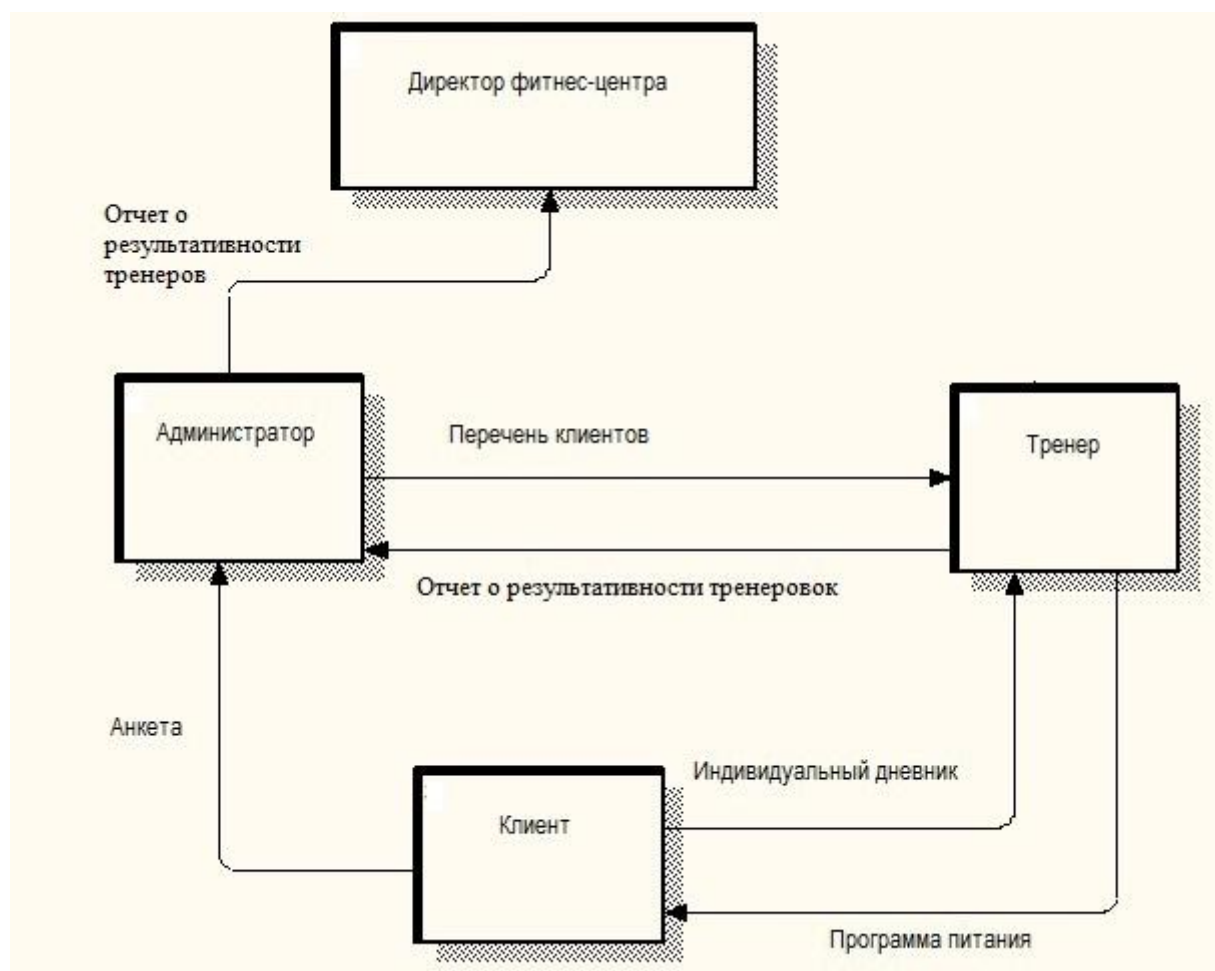 Директор фитнес-центра
Отчет о
результативности
тренеров
Администратор
Перечень клиентов
Тренер
Отчет о результативности тренеровок
Анкета
Индивидуальный дневник
Клиент
Программа питания